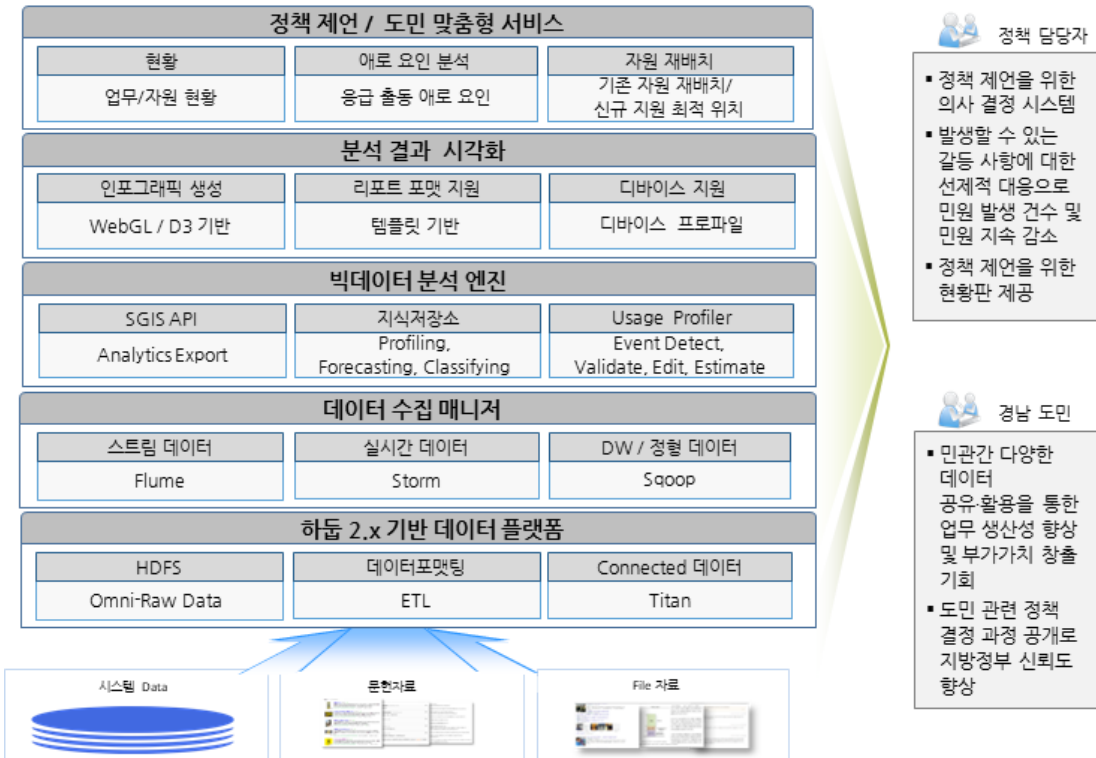 정책 제언 / 도민 맞춤형 서비스
현황
업무/자원 현황
애로 요인 분석
응급 출동 애로 요인
자원 재배치
기존 자원 재배치/
신규 지원 최적 위치
분석 결과 시각화
인포그래픽 생성
WebGL / D3 기반
리포트 포맷 지원
템플릿 기반
디바이스 지원
디바이스 프로파일
빅데이터 분석 엔진
SGIS API
Analytics Export
지식저장소
Profiling,
Forecasting, Classifying
Usage Profiler
Event Detect,
Validate, Edit, Estimate
데이터 수집 매니저
스트림 데이터
Flume
실시간 데이터
Storm
DW / 정형 데이터
Sqoop
하둡 2.x 기반 데이터 플랫폼
HDFS
Omni-Raw Data
데이터포맷팅
ETL
Connected 데이터
Titan
시스템 Data
문헌자료
File 자료
정책 담당자
▪ 정책 제언을 위한
의사 결정 시스템
▪ 발생할 수 있는
갈등 사항에 대한
선제적 대응으로
민원 발생 건수 및
민원 지속 감소
▪ 정책 제언을 위한
현황판 제공
경남 도민
▪ 민관간 다양한
데이터
공유·활용을 통한
업무 생산성 향상
및 부가가치 창출
기회
▪ 도민 관련 정책
결정 과정 공개로
지방정부 신뢰도
향상